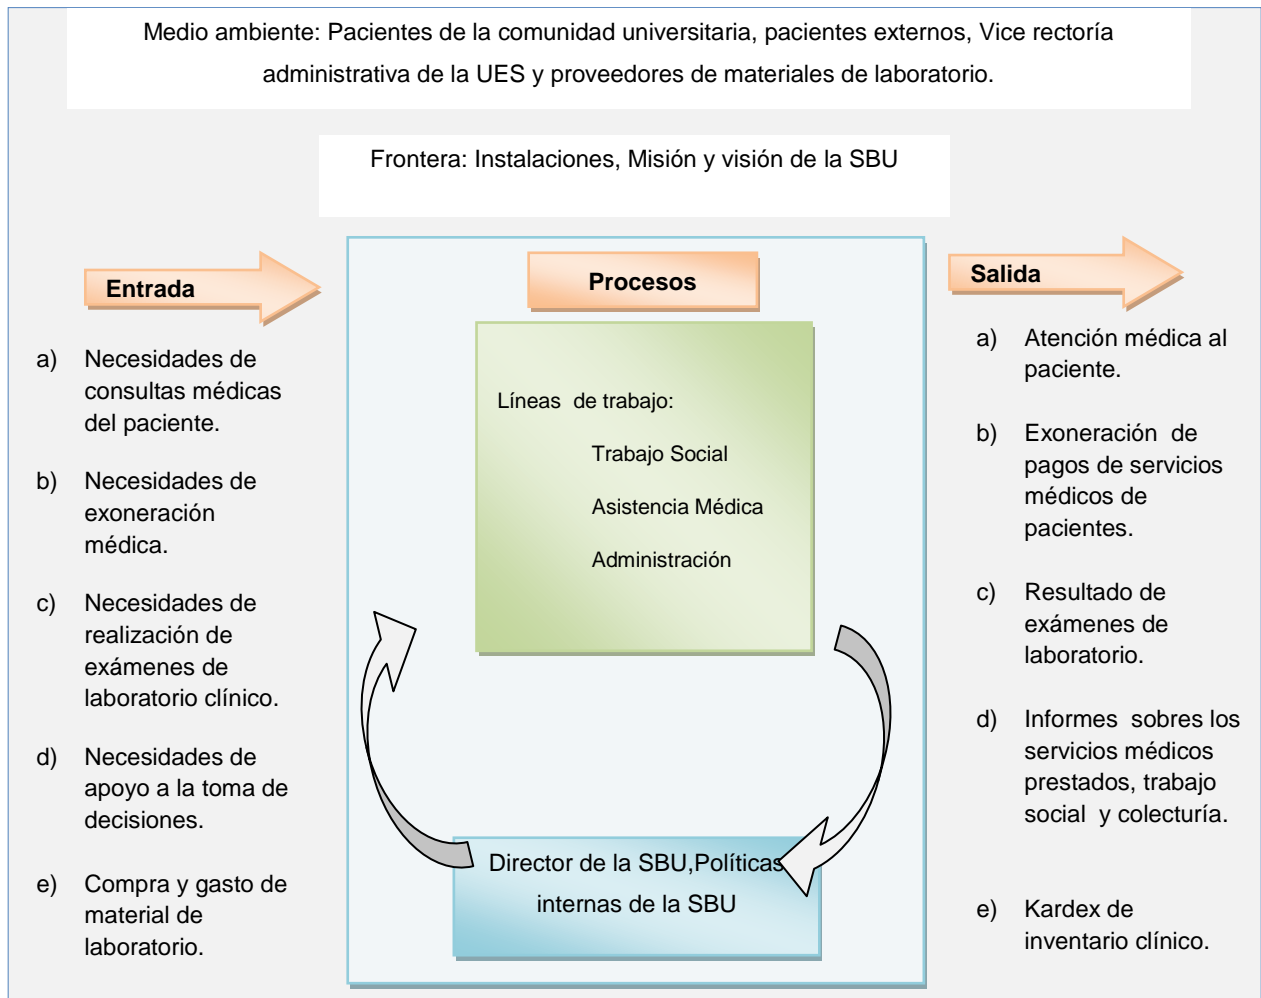 Medio ambiente: Pacientes de la comunidad universitaria, pacientes externos, Vice rectoría
administrativa de la UES y proveedores de materiales de laboratorio.
Frontera: Instalaciones, Misión y visión de la SBU
Entrada
a) Necesidades de
consultas médicas
del paciente.
b) Necesidades de
exoneración
médica.
c) Necesidades de
realización de
exámenes de
laboratorio clínico.
d) Necesidades de
apoyo a la toma de
decisiones.
e) Compra y gasto de
material de
laboratorio.
Procesos
Líneas de trabajo:
Trabajo Social
Asistencia Médica
Administración
Director de la SBU,Políticas
internas de la SBU
Salida
a) Atención médica al
paciente.
b) Exoneración de
pagos de servicios
médicos de
pacientes.
c) Resultado de
exámenes de
laboratorio.
d) Informes sobres los
servicios médicos
prestados, trabajo
social y colecturía.
e) Kardex de
inventario clínico.